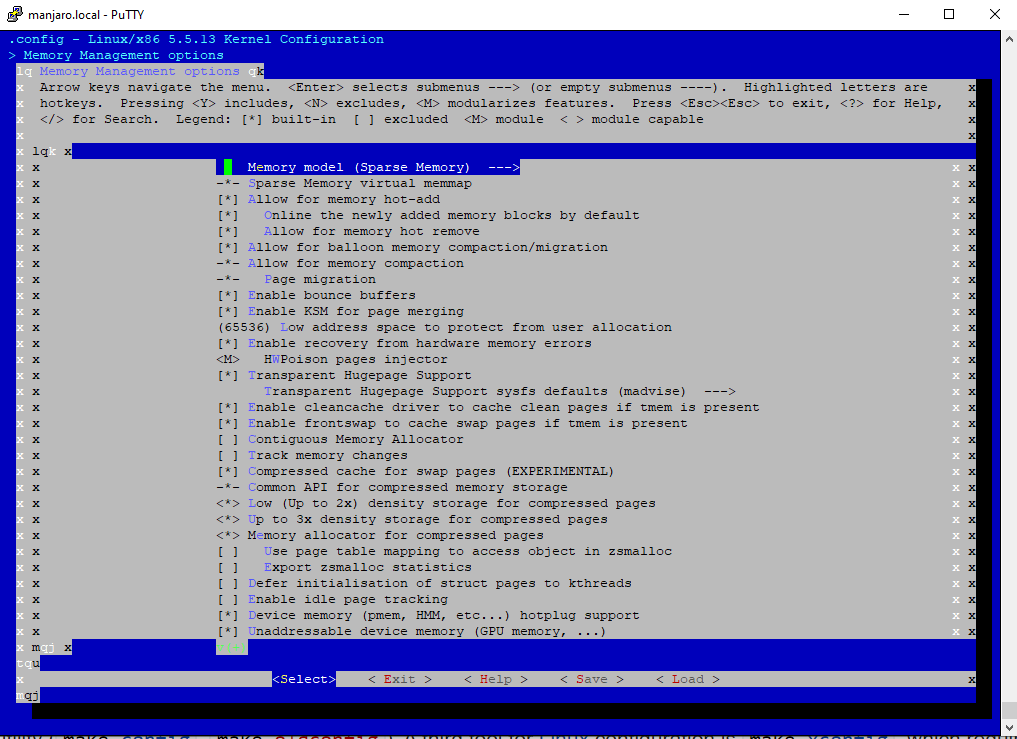 manjaro.local - PuTTY
.config - Linux/x86 5.5.13 Kernel Configuration
> Memory Management options
lq Memory Management options qk
x Arrow keys navigate the menu.  <Enter> selects submenus ---> (or empty submenus ----).  Highlighted letters are x
x hotkeys.  Pressing <Y> includes, <N> excludes, <M> modularizes features.  Press <Esc><Esc> to exit, <?> for Help, x
x </> for Search.  Legend: [*] built-in  [ ] excluded  <M> module  < > module capable x
x x
x lqk x
x x Memory model (Sparse Memory)  ---> x x
x x -*- Sparse Memory virtual memmap x x
x x [*] Allow for memory hot-add x x
x x [*]   Online the newly added memory blocks by default x x
x x [*]   Allow for memory hot remove x x
x x [*] Allow for balloon memory compaction/migration x x
x x -*- Allow for memory compaction x x
x x -*-   Page migration x x
x x [*] Enable bounce buffers x x
x x [*] Enable KSM for page merging x x
x x (65536) Low address space to protect from user allocation x x
x x [*] Enable recovery from hardware memory errors x x
x x <M>   HWPoison pages injector x x
x x [*] Transparent Hugepage Support x x
x x Transparent Hugepage Support sysfs defaults (madvise)  ---> x x
x x [*] Enable cleancache driver to cache clean pages if tmem is present x x
x x [*] Enable frontswap to cache swap pages if tmem is present x x
x x [ ] Contiguous Memory Allocator x x
x x [ ] Track memory changes x x
x x [*] Compressed cache for swap pages (EXPERIMENTAL) x x
x x -*- Common API for compressed memory storage x x
x x <*> Low (Up to 2x) density storage for compressed pages x x
x x <*> Up to 3x density storage for compressed pages x x
x x <*> Memory allocator for compressed pages x x
x x [ ]   Use page table mapping to access object in zsmalloc x x
x x [ ]   Export zsmalloc statistics x x
x x [ ] Defer initialisation of struct pages to kthreads x x
x x [ ] Enable idle page tracking x x
x x [*] Device memory (pmem, HMM, etc...) hotplug support x x
x x [*] Unaddressable device memory (GPU memory, ...) x x
x mqj x
tqu
x <Select>    < Exit >    < Help >    < Save >    < Load > x
mqj